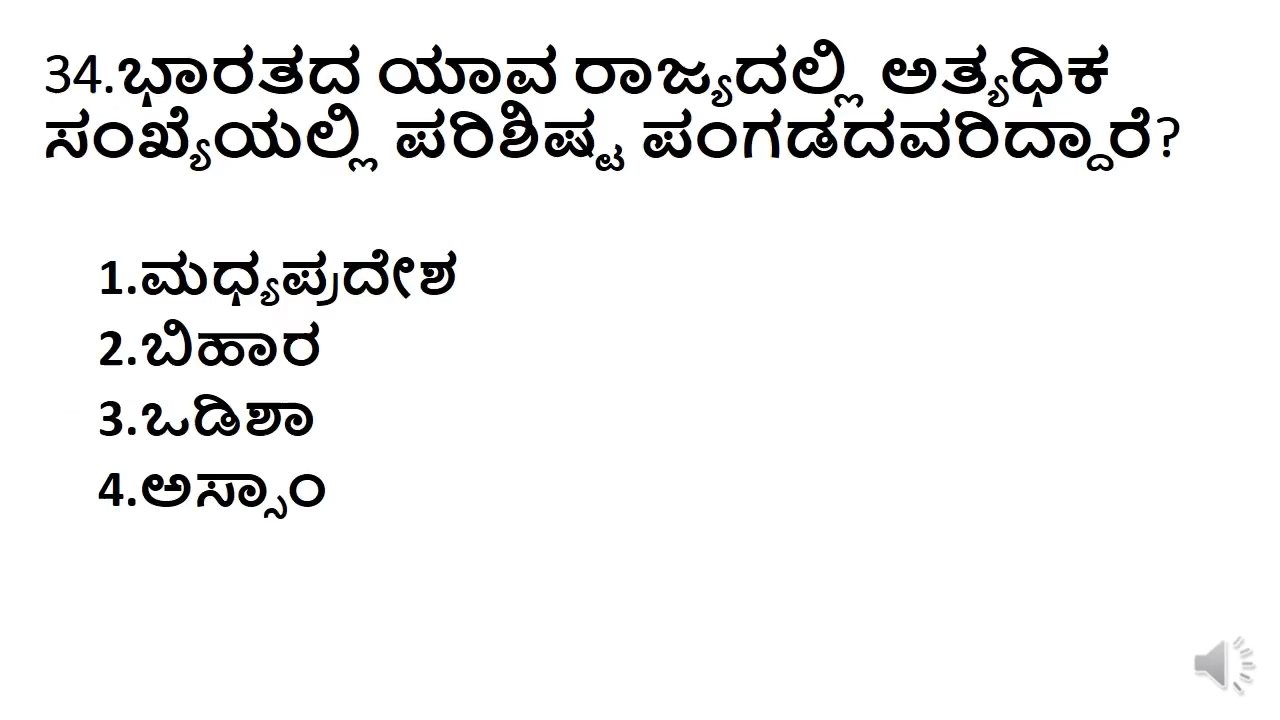 34.ಭಾರತದ ಯಾವ ರಾಜ್ಯದಲ್ಲಿ ಅತ್ಯಧಿಕ
ಸಂಖ್ಯೆಯಲ್ಲಿ ಪರಿಶಿಷ್ಟ ಪಂಗಡದವರಿದ್ದಾರೆ?
1.ಮಧ್ಯಪ್ರದೇಶ
2.ಬಿಹಾರ
3.ಒಡಿಶಾ
4.ಅಸ್ಸಾಂ